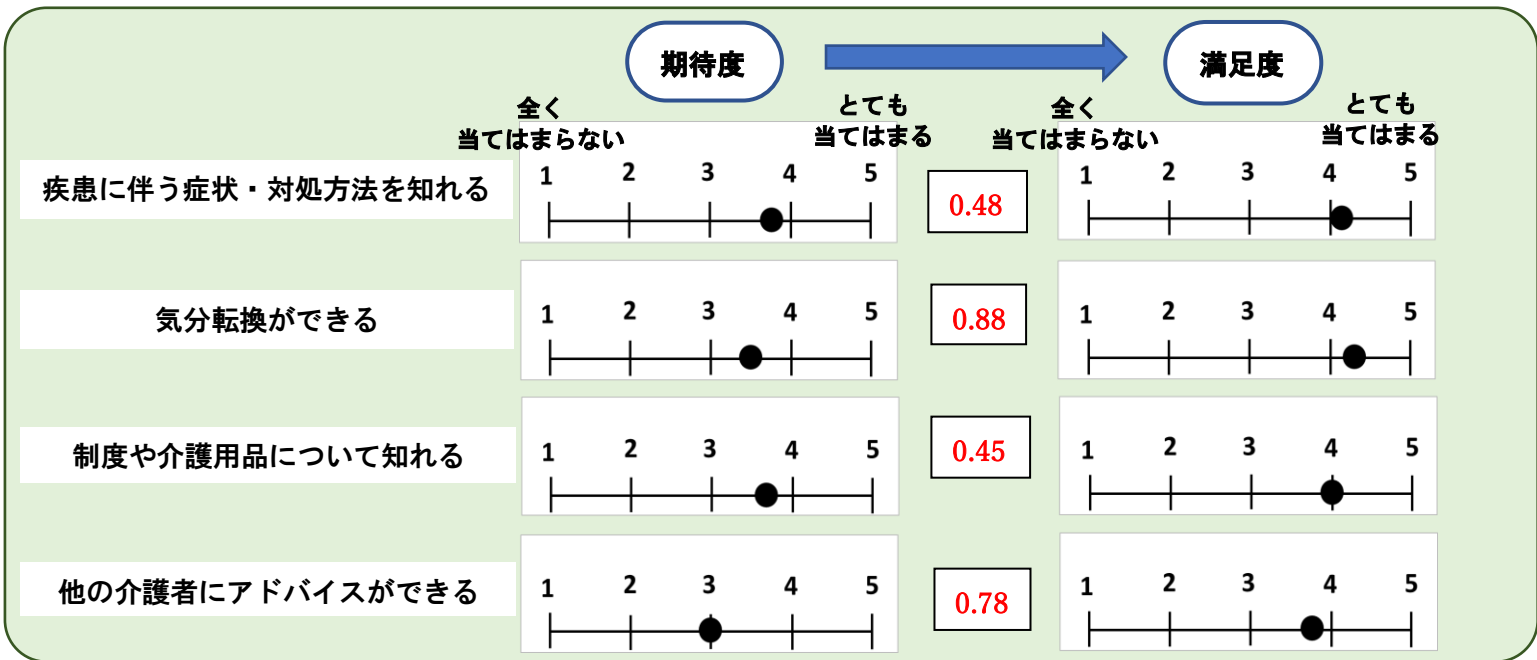 期待度
満足度
全く
当てはまらない
とても
当てはまる
全く
当てはまらない
とても
当てはまる
疾患に伴う症状・対処方法を知れる
1 2 3 4 5
0.48
1 2 3 4 5
気分転換ができる
1 2 3 4 5
0.88
1 2 3 4 5
制度や介護用品について知れる
1 2 3 4 5
0.45
1 2 3 4 5
他の介護者にアドバイスができる
1 2 3 4 5
0.78
1 2 3 4 5